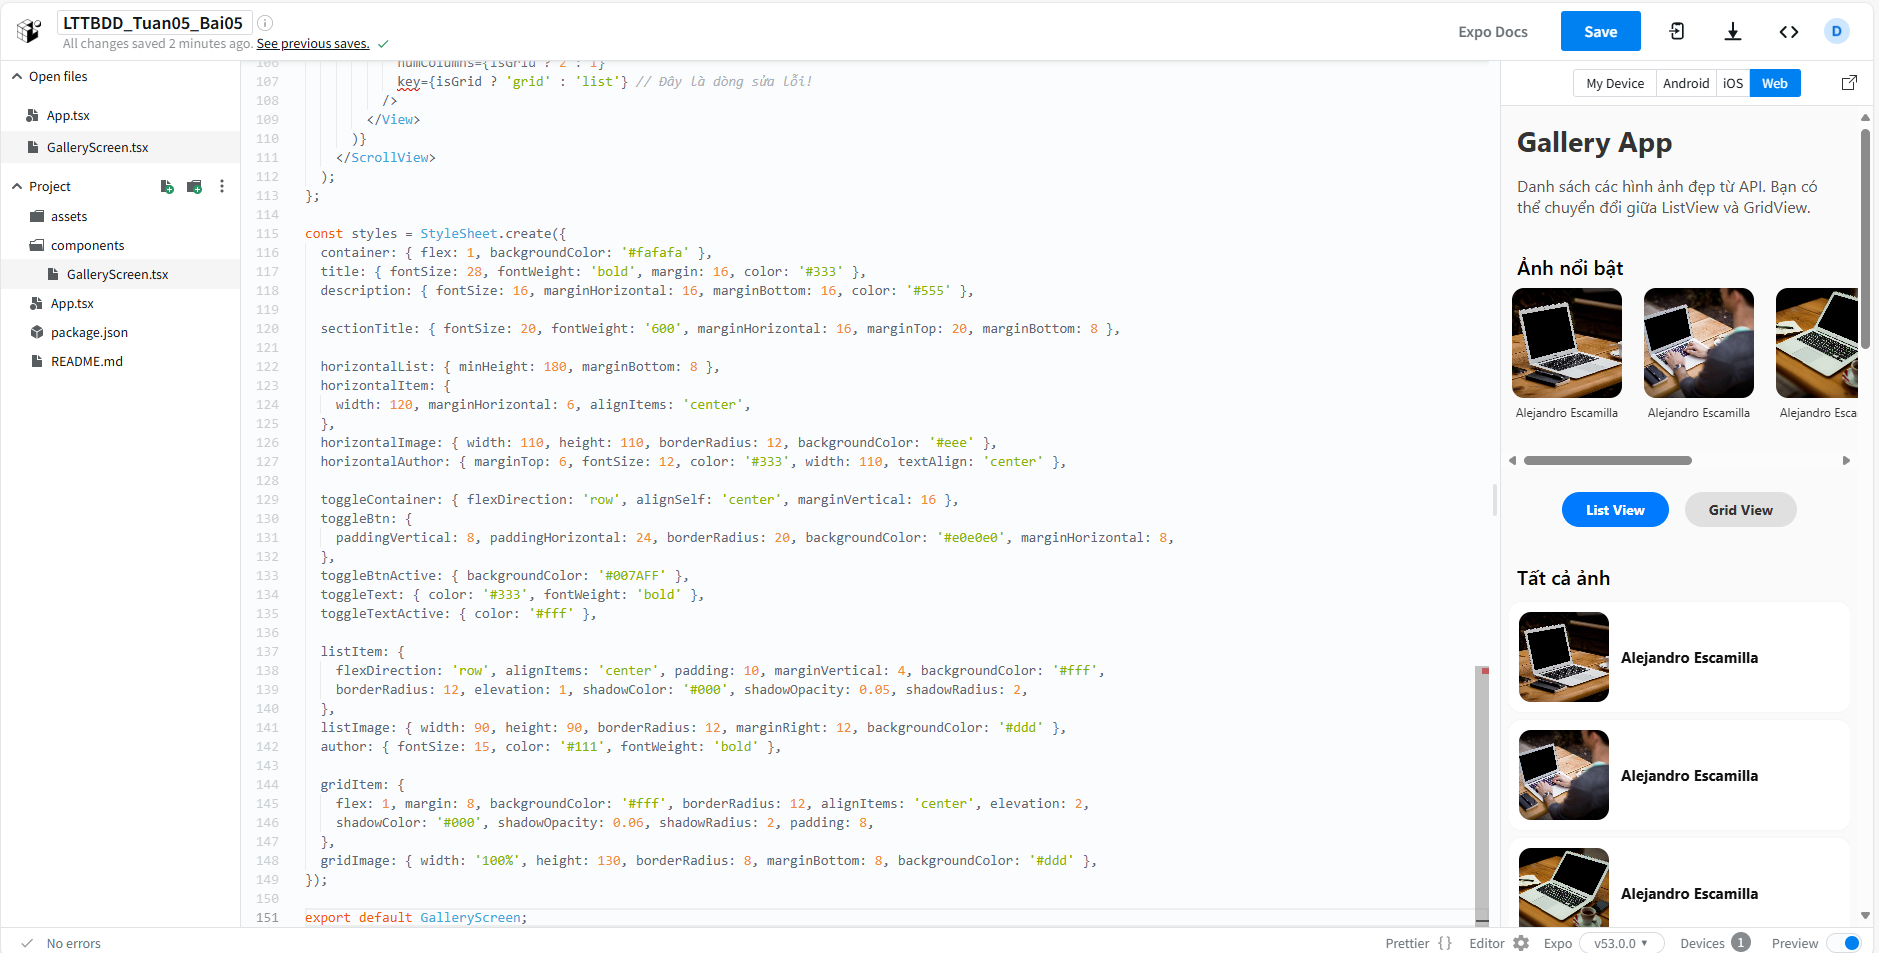 LTTBDD_Tuan05_Bai05
All changes saved 2 minutes ago. See previous saves.
Expo Docs
Save
D
Open files
App.tsx
GalleryScreen.tsx
Project
assets
components
GalleryScreen.tsx
App.tsx
package.json
README.md
106 numColumns={isGrid ? 2 : 1}
107 key={isGrid ? 'grid' : 'list'} // Đây là dòng sửa lỗi!
108 />
109 </View>
110 )}
111 </ScrollView>
112 );
113 };
114
115 const styles = StyleSheet.create({
116 container: { flex: 1, backgroundColor: '#fafafa' },
117 title: { fontSize: 28, fontWeight: 'bold', margin: 16, color: '#333' },
118 description: { fontSize: 16, marginHorizontal: 16, marginBottom: 16, color: '#555' },
119
120 sectionTitle: { fontSize: 20, fontWeight: '600', marginHorizontal: 16, marginTop: 20, marginBottom: 8 },
121
122 horizontalList: { minHeight: 180, marginBottom: 8 },
123 horizontalItem: {
124 width: 120, marginHorizontal: 6, alignItems: 'center',
125 },
126 horizontalImage: { width: 110, height: 110, borderRadius: 12, backgroundColor: '#eee' },
127 horizontalAuthor: { marginTop: 6, fontSize: 12, color: '#333', width: 110, textAlign: 'center' },
128
129 toggleContainer: { flexDirection: 'row', alignSelf: 'center', marginVertical: 16 },
130 toggleBtn: {
131 paddingVertical: 8, paddingHorizontal: 24, borderRadius: 20, backgroundColor: '#e0e0e0', marginHorizontal: 8,
132 },
133 toggleBtnActive: { backgroundColor: '#007AFF' },
134 toggleText: { color: '#333', fontWeight: 'bold' },
135 toggleTextActive: { color: '#fff' },
136
137 listItem: {
138 flexDirection: 'row', alignItems: 'center', padding: 10, marginVertical: 4, backgroundColor: '#fff',
139 borderRadius: 12, elevation: 1, shadowColor: '#000', shadowOpacity: 0.05, shadowRadius: 2,
140 },
141 listImage: { width: 90, height: 90, borderRadius: 12, marginRight: 12, backgroundColor: '#ddd' },
142 author: { fontSize: 15, color: '#111', fontWeight: 'bold' },
143
144 gridItem: {
145 flex: 1, margin: 8, backgroundColor: '#fff', borderRadius: 12, alignItems: 'center', elevation: 2,
146 shadowColor: '#000', shadowOpacity: 0.06, shadowRadius: 2, padding: 8,
147 },
148 gridImage: { width: '100%', height: 130, borderRadius: 8, marginBottom: 8, backgroundColor: '#ddd' },
149 });
150
151 export default GalleryScreen;
My Device Android iOS Web
Gallery App
Danh sách các hình ảnh đẹp từ API. Bạn có
thể chuyển đổi giữa ListView và GridView.
Ảnh nổi bật
Alejandro Escamilla Alejandro Escamilla Alejandro Esca
List View Grid View
Tất cả ảnh
Alejandro Escamilla
Alejandro Escamilla
Alejandro Escamilla
No errors
Prettier {} Editor Expo v53.0.0 Devices 1 Preview